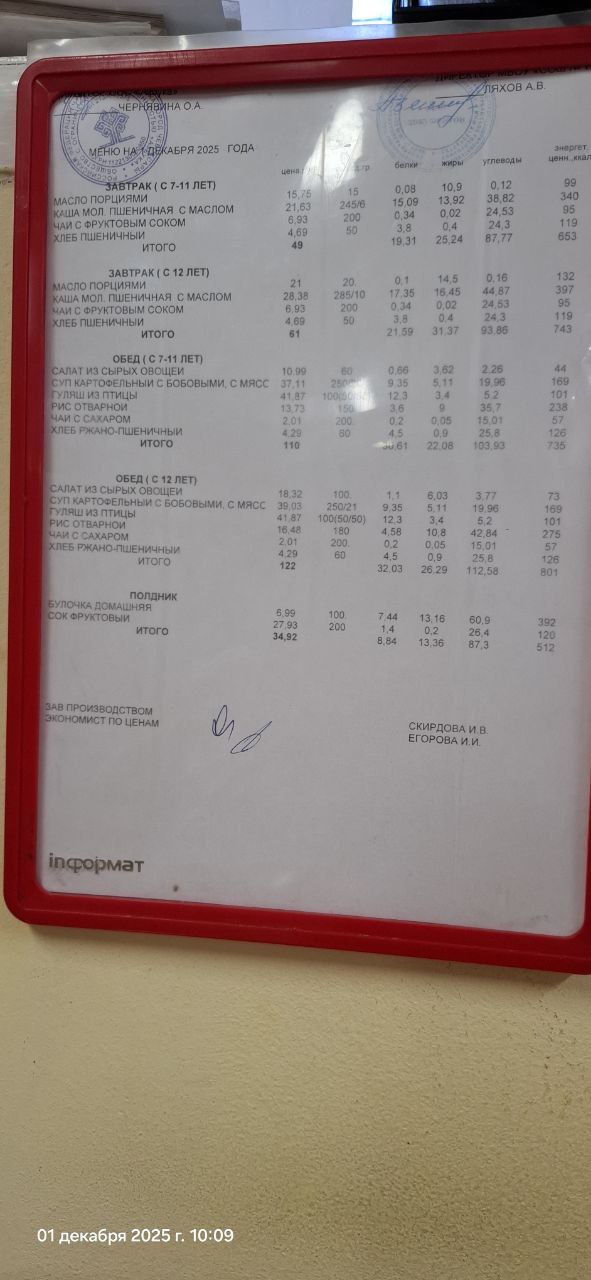 ДИРЕКТОР
ЧЕРНЯВИНА О.А.
ЛЯХОВ А.В.
МЕНЮ НА 1 ДЕКАБРЯ 2025 ГОДА
цена белки жиры углеводы энергет. ценн.,ккал
ЗАВТРАК ( С 7-11 ЛЕТ)
МАСЛО ПОРЦИЯМИ 15,75 15 0,08 10,9 0,12 99
КАША МОЛ. ПШЕНИЧНАЯ С МАСЛОМ 21,63 245/6 15,09 13,92 38,82 340
ЧАЙ С ФРУКТОВЫМ СОКОМ 6,93 200 0,34 0,02 24,53 95
ХЛЕБ ПШЕНИЧНЫЙ 4,69 50 3,8 0,4 24,3 119
ИТОГО 49 19,31 25,24 87,77 653
ЗАВТРАК ( С 12 ЛЕТ)
МАСЛО ПОРЦИЯМИ 21 20. 0,1 14,5 0,16 132
КАША МОЛ. ПШЕНИЧНАЯ С МАСЛОМ 28,38 285/10 17,35 16,45 44,87 397
ЧАЙ С ФРУКТОВЫМ СОКОМ 6,93 200 0,34 0,02 24,53 95
ХЛЕБ ПШЕНИЧНЫЙ 4,69 50 3,8 0,4 24,3 119
ИТОГО 61 21,59 31,37 93,86 743
ОБЕД ( С 7-11 ЛЕТ)
САЛАТ ИЗ СЫРЫХ ОВОЩЕЙ 10,99 60 0,66 3,62 2,26 44
СУП КАРТОФЕЛЬНЫЙ С БОБОВЫМИ, С МЯСС 37,11 9,35 5,11 19,96 169
ГУЛЯШ ИЗ ПТИЦЫ 41,87 100(50/50) 12,3 3,4 5,2 101
РИС ОТВАРНОЙ 13,73 150 3,6 9 35,7 238
ЧАЙ С САХАРОМ 2,01 200. 0,2 0,05 15,01 57
ХЛЕБ РЖАНО-ПШЕНИЧНЫЙ 4,29 60 4,5 0,9 25,8 126
ИТОГО 110 30,61 22,08 103,93 735
ОБЕД ( С 12 ЛЕТ)
САЛАТ ИЗ СЫРЫХ ОВОЩЕЙ 18,32 100. 1,1 6,03 3,77 73
СУП КАРТОФЕЛЬНЫЙ С БОБОВЫМИ, С МЯСС 39,03 250/21 9,35 5,11 19,96 169
ГУЛЯШ ИЗ ПТИЦЫ 41,87 100(50/50) 12,3 3,4 5,2 101
РИС ОТВАРНОЙ 16,48 180 4,58 10,8 42,84 275
ЧАЙ С САХАРОМ 2,01 200. 0,2 0,05 15,01 57
ХЛЕБ РЖАНО-ПШЕНИЧНЫЙ 4,29 60 4,5 0,9 25,8 126
ИТОГО 122 32,03 26,29 112,58 801
ПОЛДНИК
БУЛОЧКА ДОМАШНЯЯ 6,99 100. 7,44 13,16 60,9 392
СОК ФРУКТОВЫЙ 27,93 200 1,4 0,2 26,4 120
ИТОГО 34,92 8,84 13,36 87,3 512
ЗАВ ПРОИЗВОДСТВОМ СКИРДОВА И.В.
ЭКОНОМИСТ ПО ЦЕНАМ ЕГОРОВА И.И.
inформат
01 декабря 2025 г. 10:09